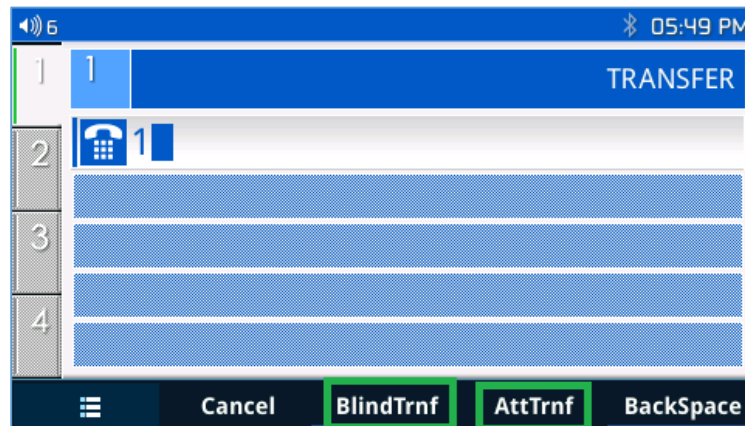 6 05:49 PM
1 1 TRANSFER
1
2
3
4
Cancel BlindTrnf AttTrnf BackSpace